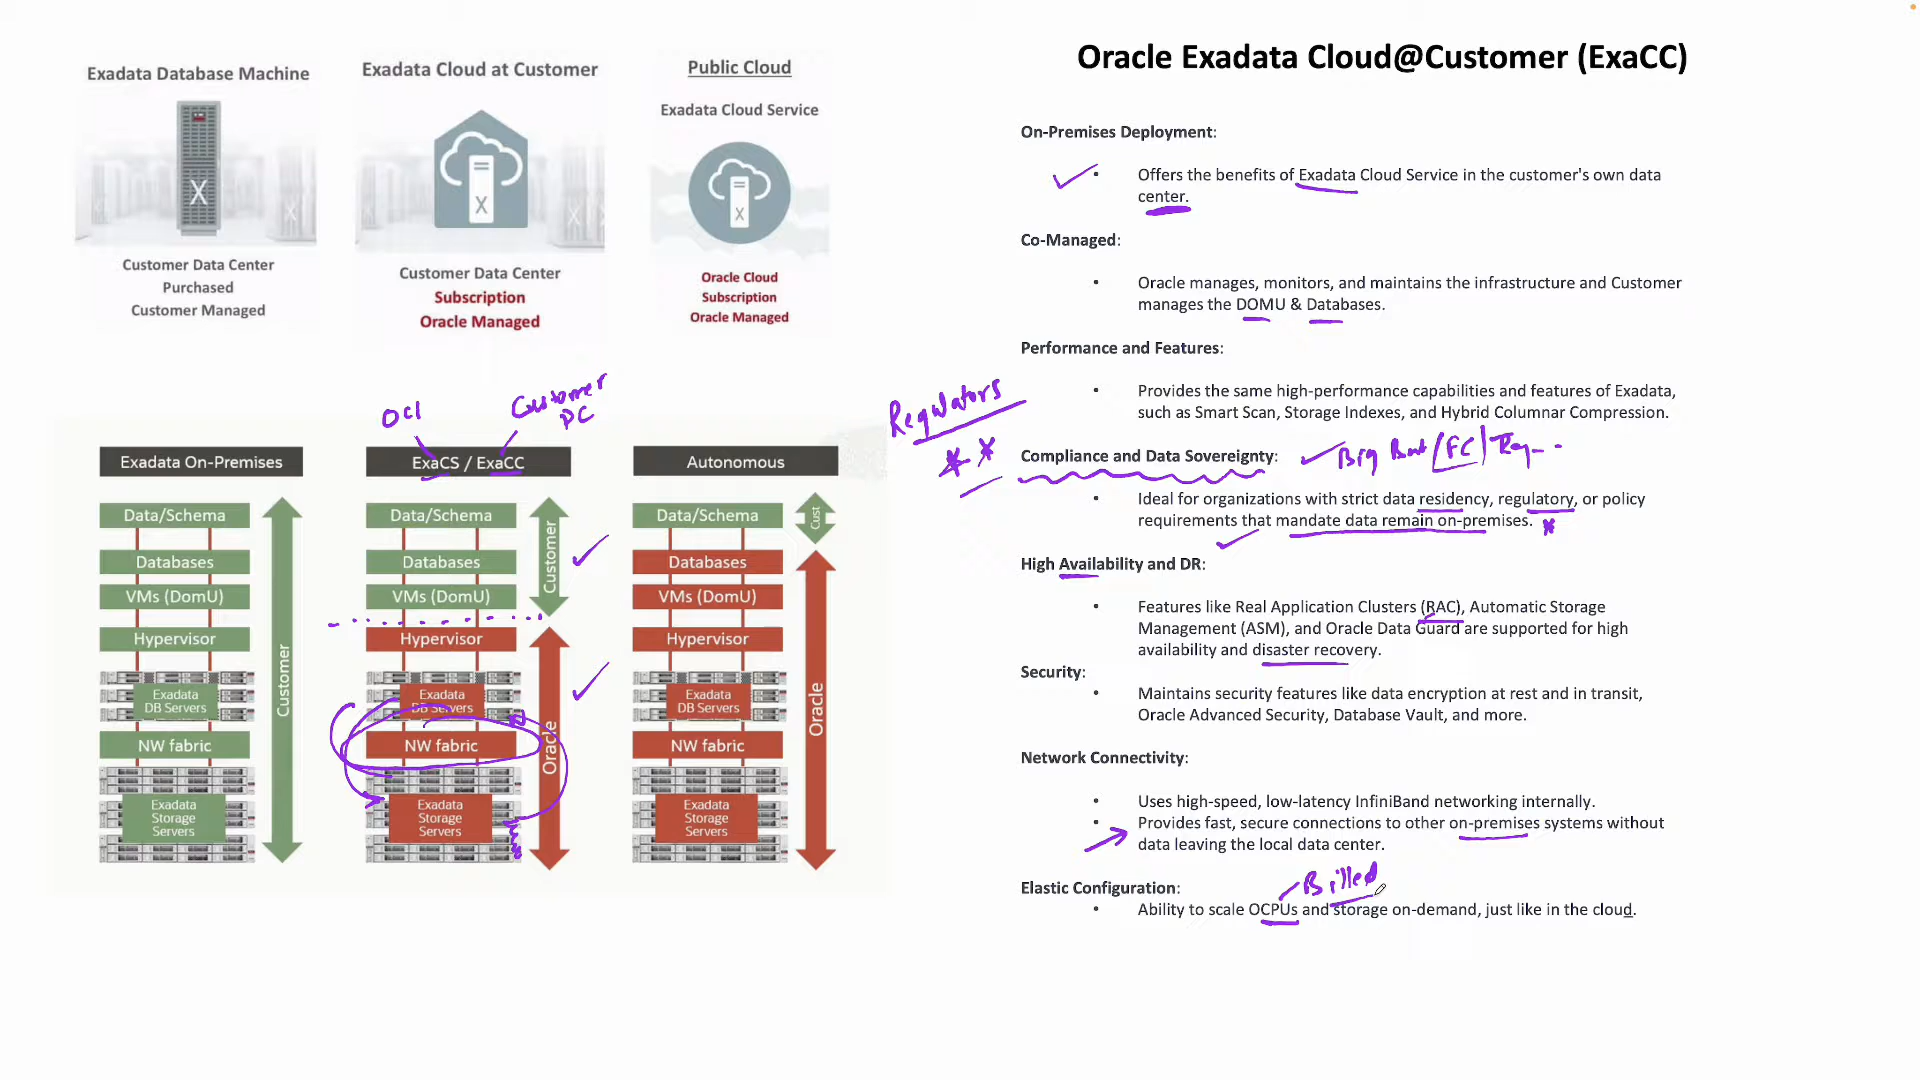 Oracle Exadata Cloud@Customer (ExaCC)
Exadata Database Machine
Customer Data Center
Purchased
Customer Managed
Exadata Cloud at Customer
X
Customer Data Center
Subscription
Oracle Managed
Public Cloud
Exadata Cloud Service
X
Oracle Cloud
Subscription
Oracle Managed
OCI
Customer
DC
Exadata On-Premises
Data/Schema
Databases
VMs (DomU)
Hypervisor
Exadata
DB Servers
NW fabric
Exadata
Storage
Servers
Customer
ExaCS / ExaCC
Data/Schema
Databases
VMs (DomU)
Hypervisor
Exadata
DB Servers
NW fabric
Exadata
Storage
Servers
Customer
Oracle
Autonomous
Data/Schema
Databases
VMs (DomU)
Hypervisor
Exadata
DB Servers
NW fabric
Exadata
Storage
Servers
Cust
Oracle
On-Premises Deployment:
• Offers the benefits of Exadata Cloud Service in the customer's own data
center.
Co-Managed:
• Oracle manages, monitors, and maintains the infrastructure and Customer
manages the DOMU & Databases.
Performance and Features:
• Provides the same high-performance capabilities and features of Exadata,
such as Smart Scan, Storage Indexes, and Hybrid Columnar Compression.
Regulators
Compliance and Data Sovereignty:
Big
• Ideal for organizations with strict data residency, regulatory, or policy
requirements that mandate data remain on-premises.
High Availability and DR:
• Features like Real Application Clusters (RAC), Automatic Storage
Management (ASM), and Oracle Data Guard are supported for high
availability and disaster recovery.
Security:
• Maintains security features like data encryption at rest and in transit,
Oracle Advanced Security, Database Vault, and more.
Network Connectivity:
• Uses high-speed, low-latency InfiniBand networking internally.
• Provides fast, secure connections to other on-premises systems without
data leaving the local data center.
Billed
Elastic Configuration:
• Ability to scale OCPUs and storage on-demand, just like in the cloud.